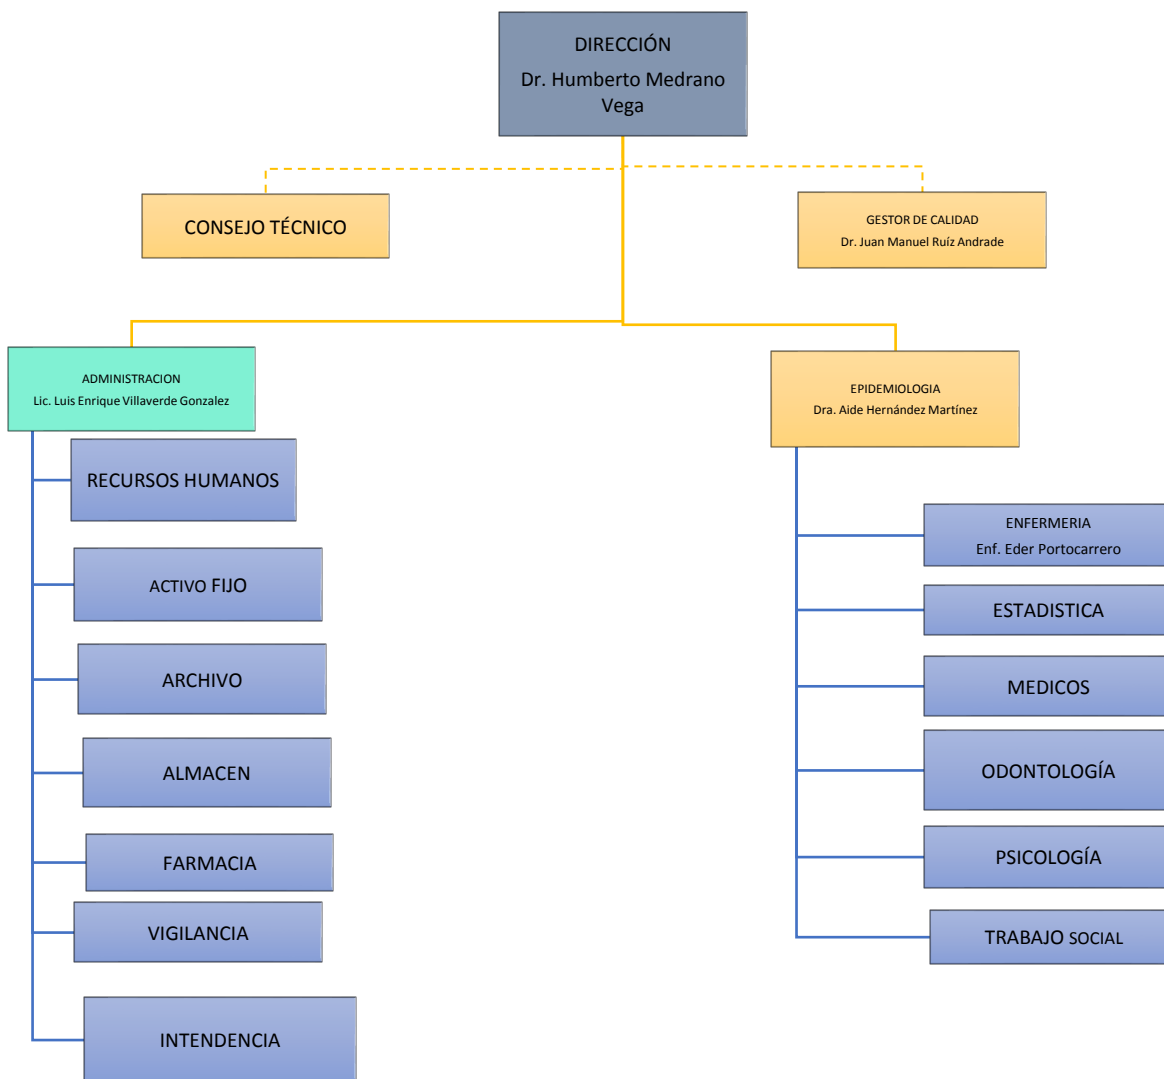 DIRECCIÓN
Dr. Humberto Medrano
Vega
CONSEJO TÉCNICO
GESTOR DE CALIDAD
Dr. Juan Manuel Ruíz Andrade
ADMINISTRACION
Lic. Luis Enrique Villaverde Gonzalez
EPIDEMIOLOGIA
Dra. Aide Hernández Martínez
RECURSOS HUMANOS
ACTIVO FIJO
ARCHIVO
ALMACEN
FARMACIA
VIGILANCIA
INTENDENCIA
ENFERMERIA
Enf. Eder Portocarrero
ESTADISTICA
MEDICOS
ODONTOLOGÍA
PSICOLOGÍA
TRABAJO SOCIAL